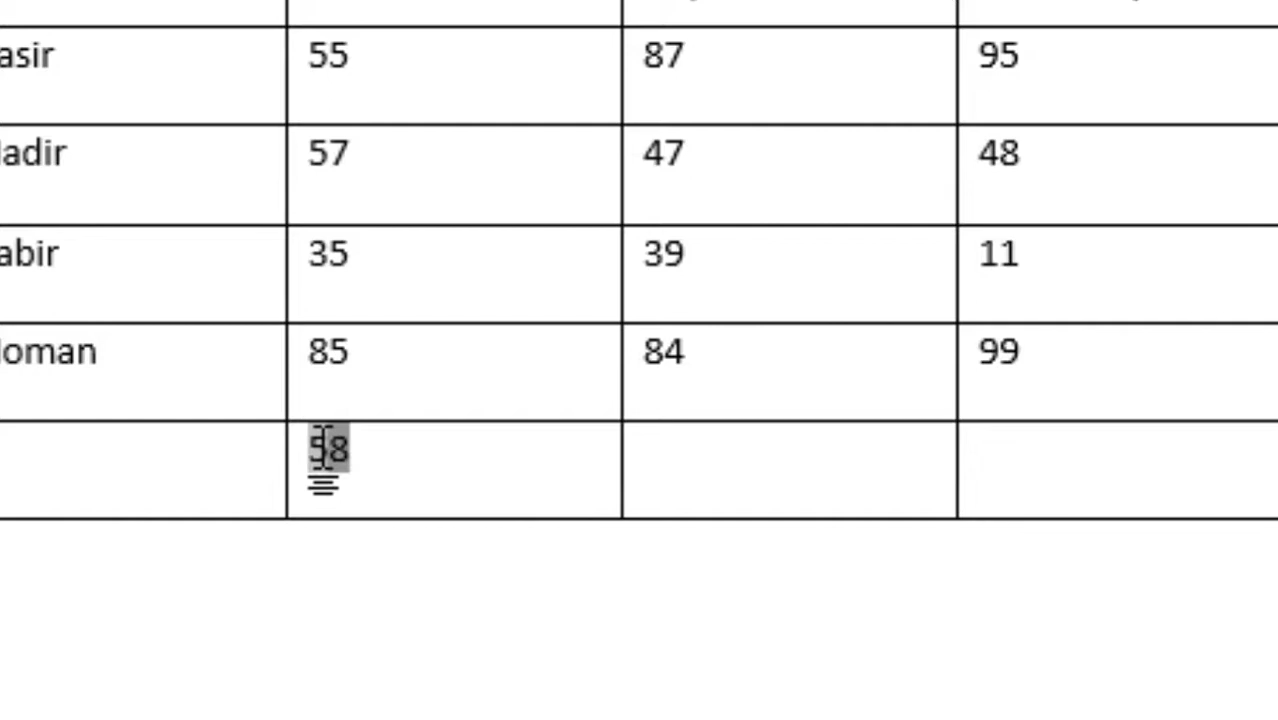 asir 55 87 95
adir 57 47 48
abir 35 39 11
oman 85 84 99
58